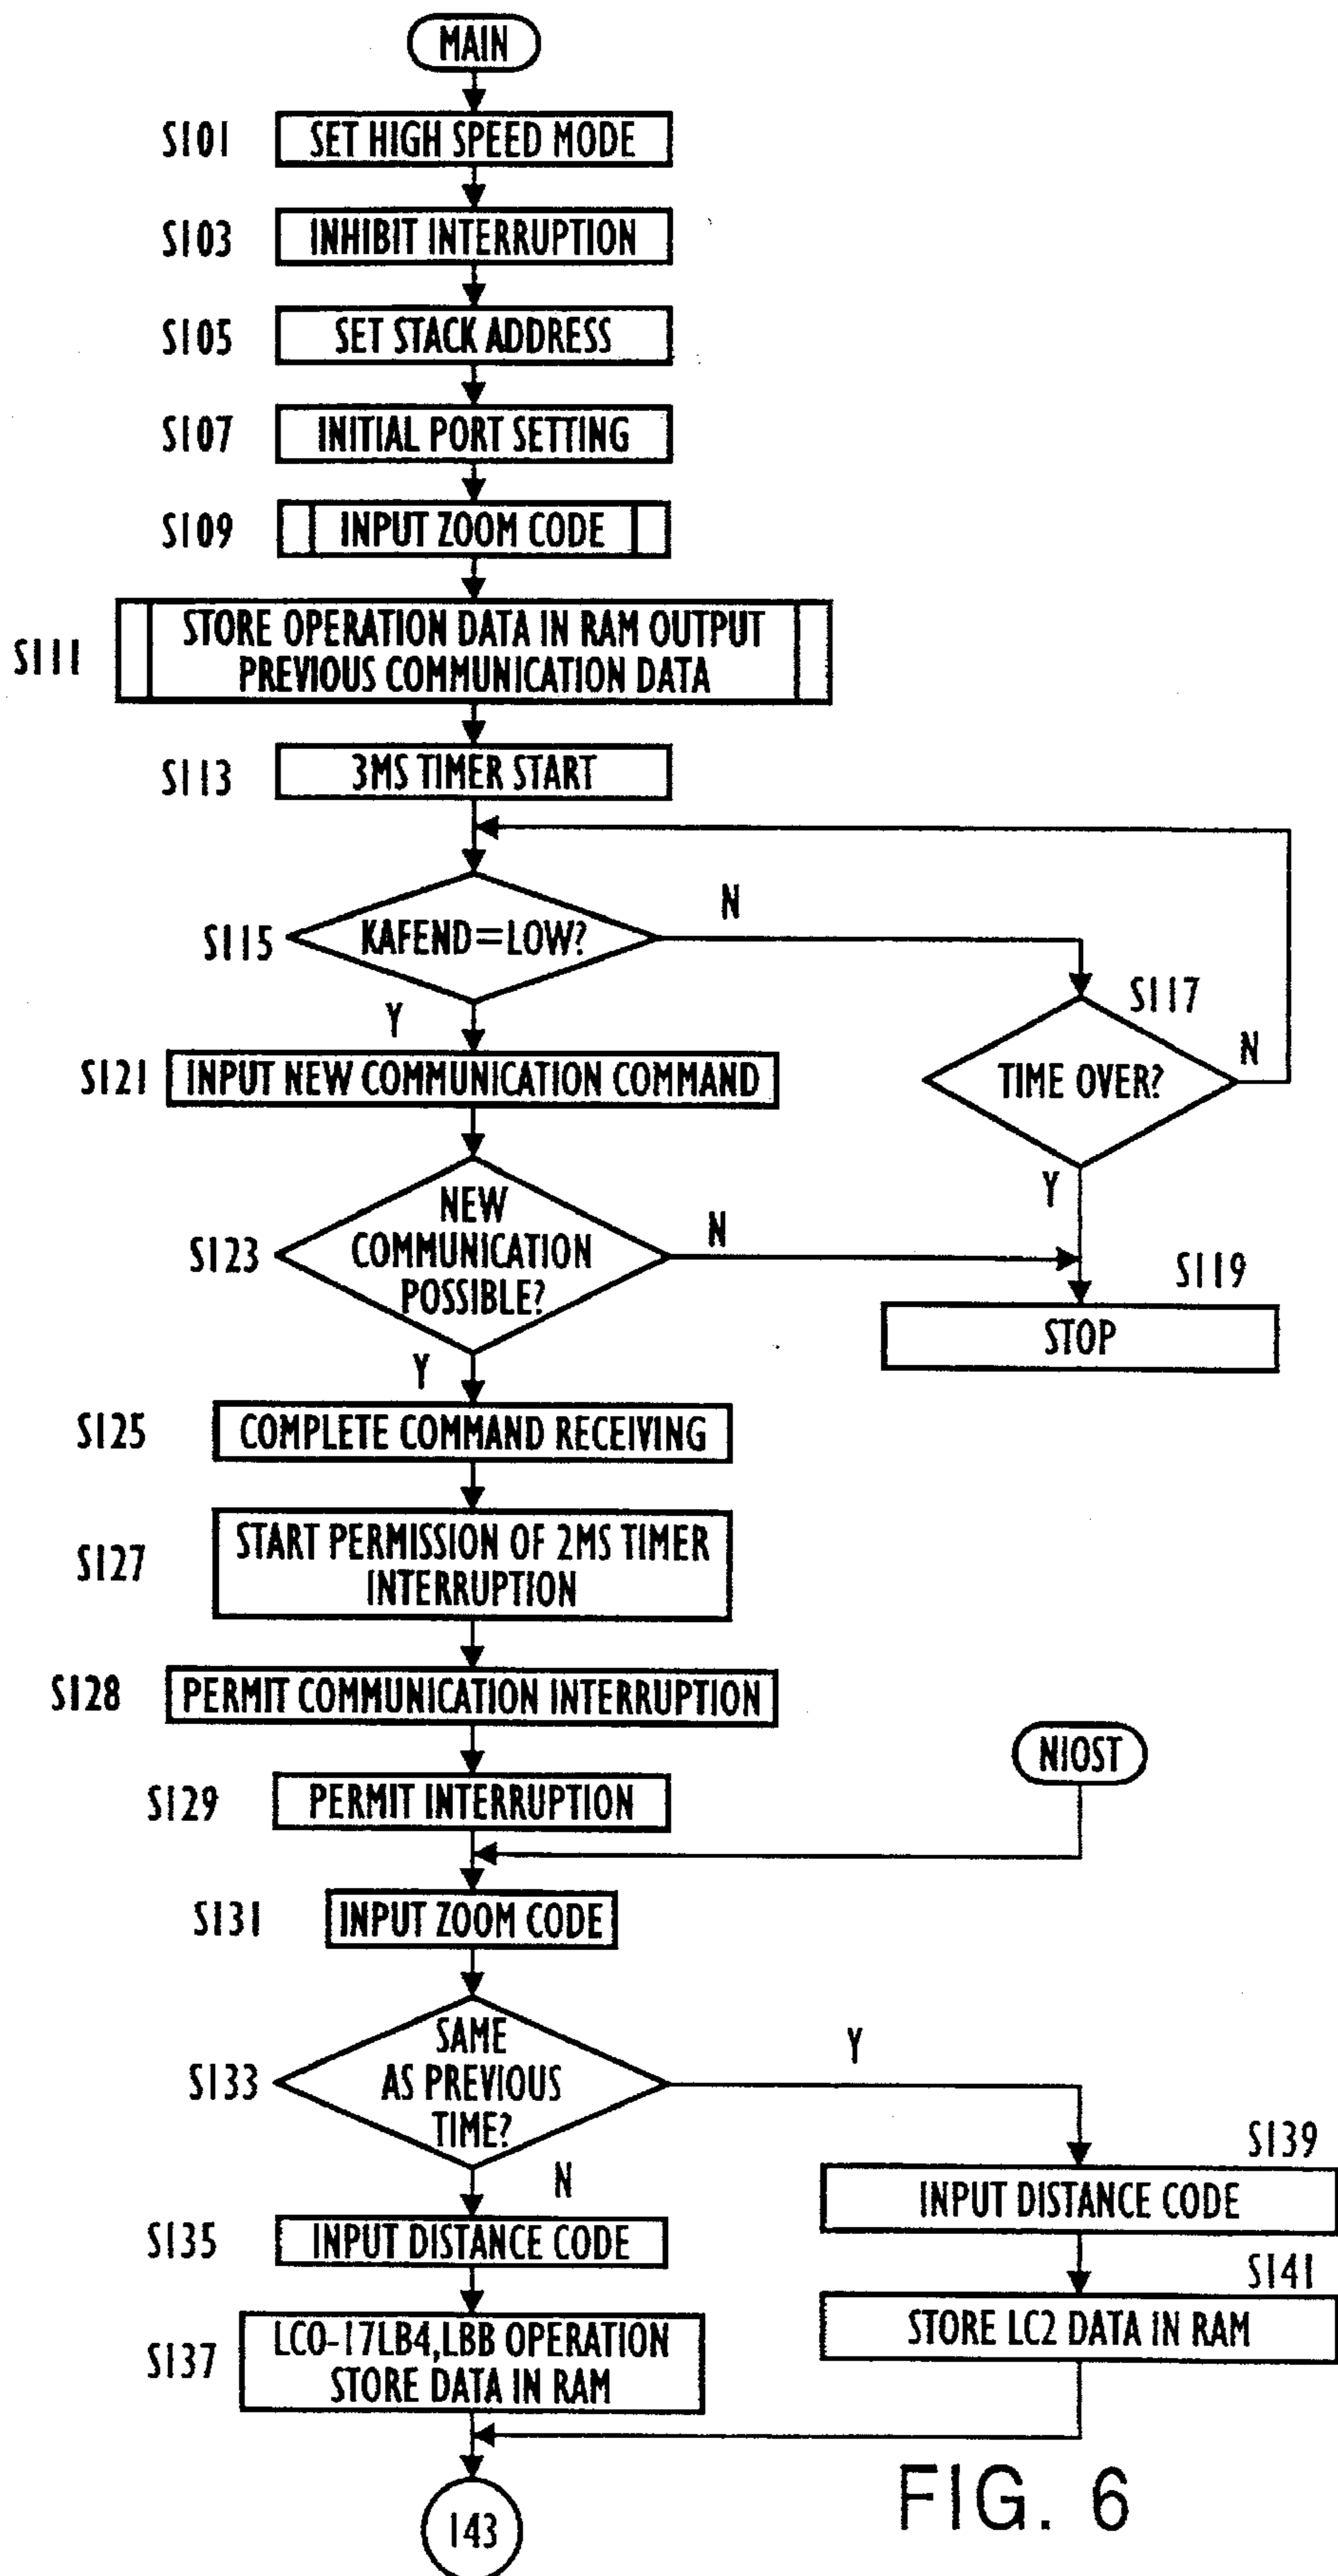 MAIN
S101 SET HIGH SPEED MODE
S103 INHIBIT INTERRUPTION
S105 SET STACK ADDRESS
S107 INITIAL PORT SETTING
S109 INPUT ZOOM CODE
S111 STORE OPERATION DATA IN RAM OUTPUT
PREVIOUS COMMUNICATION DATA
S113 3MS TIMER START
S115 KAFEND=LOW?
N
Y
S117
TIME OVER?
N
Y
S121 INPUT NEW COMMUNICATION COMMAND
S123 NEW
COMMUNICATION
POSSIBLE?
N
Y
S119
STOP
S125 COMPLETE COMMAND RECEIVING
S127 START PERMISSION OF 2MS TIMER
INTERRUPTION
S128 PERMIT COMMUNICATION INTERRUPTION
NIOST
S129 PERMIT INTERRUPTION
S131 INPUT ZOOM CODE
S133 SAME
AS PREVIOUS
TIME?
Y
N
S139
INPUT DISTANCE CODE
S135 INPUT DISTANCE CODE
S141
STORE LC2 DATA IN RAM
S137 LC0-17LB4,LBB OPERATION
STORE DATA IN RAM
143
FIG. 6